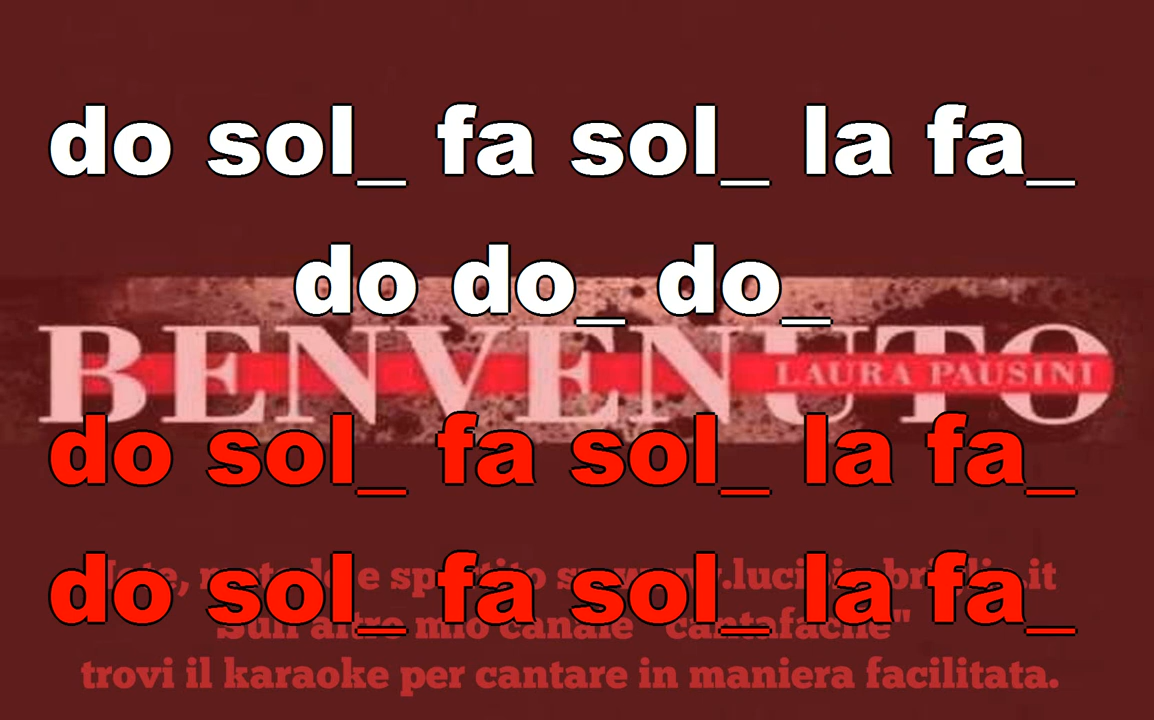 do sol_ fa sol_ la fa_
do do_ do_
BENVENUTO
LAURA PAUSINI
do sol_ fa sol_ la fa_
do sol_ fa sol_ la fa_
e
Sull'altro mio canale "cantafacile"
trovi il karaoke per cantare in maniera facilitata.